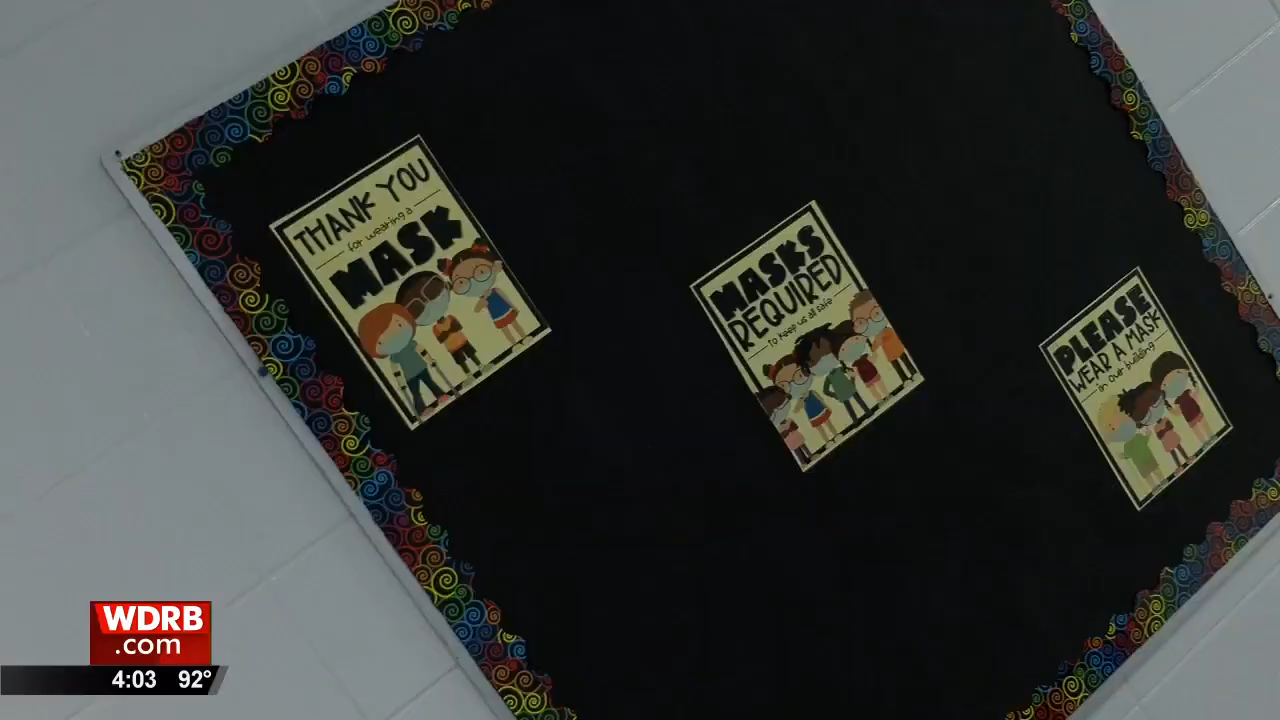 THANK YOU
for wearing a
MASK
MASKS
REQUIRED
to keep us all safe
PLEASE
WEAR A MASK
in our building
WDRB
.com
4:03 92°